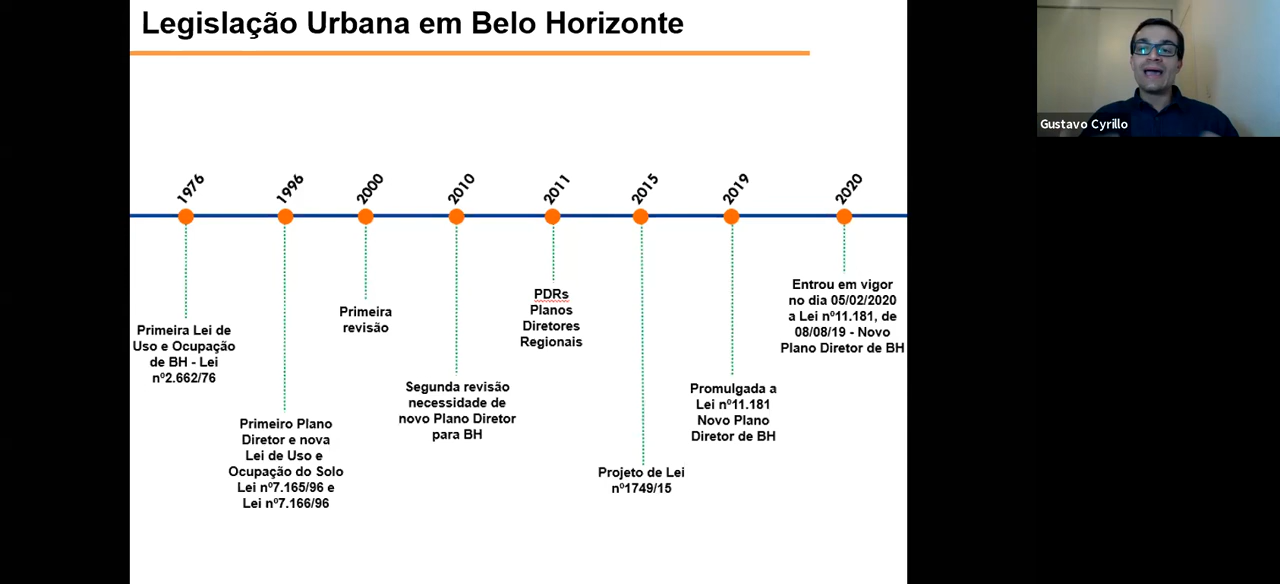 Legislação Urbana em Belo Horizonte
Gustavo Cyrillo
1976
1996
2000
2010
2011
2015
2019
2020
Primeira Lei de
Uso e Ocupação
de BH - Lei
nº2.662/76
Primeiro Plano
Diretor e nova
Lei de Uso e
Ocupação do Solo
Lei nº7.165/96 e
Lei nº7.166/96
Primeira
revisão
Segunda revisão
necessidade de
novo Plano Diretor
para BH
PDRs
Planos
Diretores
Regionais
Projeto de Lei
nº1749/15
Promulgada a
Lei nº11.181
Novo Plano
Diretor de BH
Entrou em vigor
no dia 05/02/2020
a Lei nº11.181, de
08/08/19 - Novo
Plano Diretor de BH